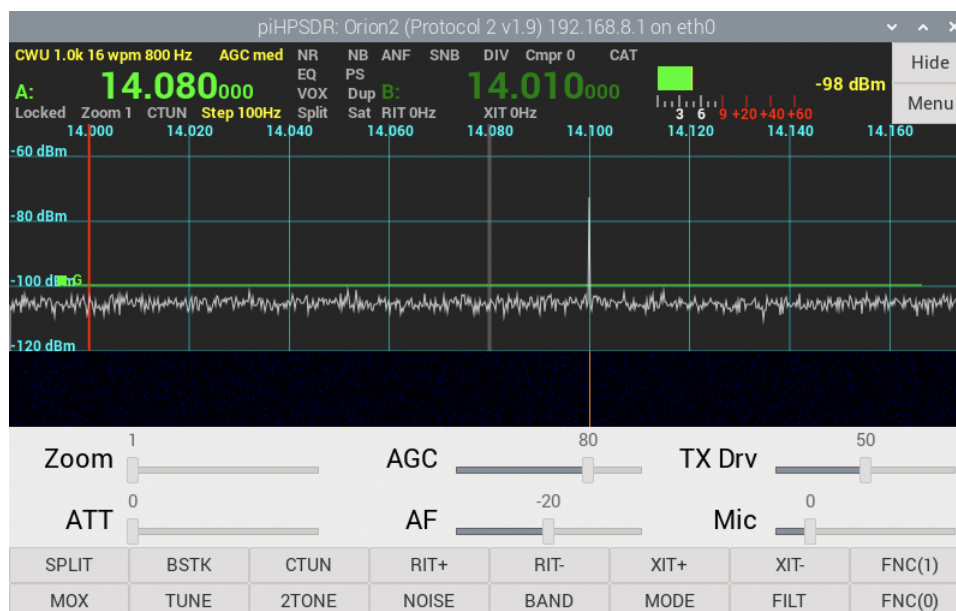 piHPSDR: Orion2 (Protocol 2 v1.9) 192.168.8.1 on eth0
CWU 1.0k 16 wpm 800 Hz AGC med NR NB ANF SNB DIV Cmpr 0 CAT Hide
EQ PS
A: 14.080000 VOX Dup B: 14.010000 -98 dBm
3 6 9 +20 +40 +60 Menu
Locked Zoom 1 CTUN Step 100Hz Split Sat RIT 0Hz XIT 0Hz
14.000 14.020 14.040 14.060 14.080 14.100 14.120 14.140 14.160
-60 dBm
-80 dBm
-100 dBm G
-120 dBm
1 80 50
Zoom AGC TX Drv
0 -20 0
ATT AF Mic
SPLIT BSTK CTUN RIT+ RIT- XIT+ XIT- FNC(1)
MOX TUNE 2TONE NOISE BAND MODE FILT FNC(0)